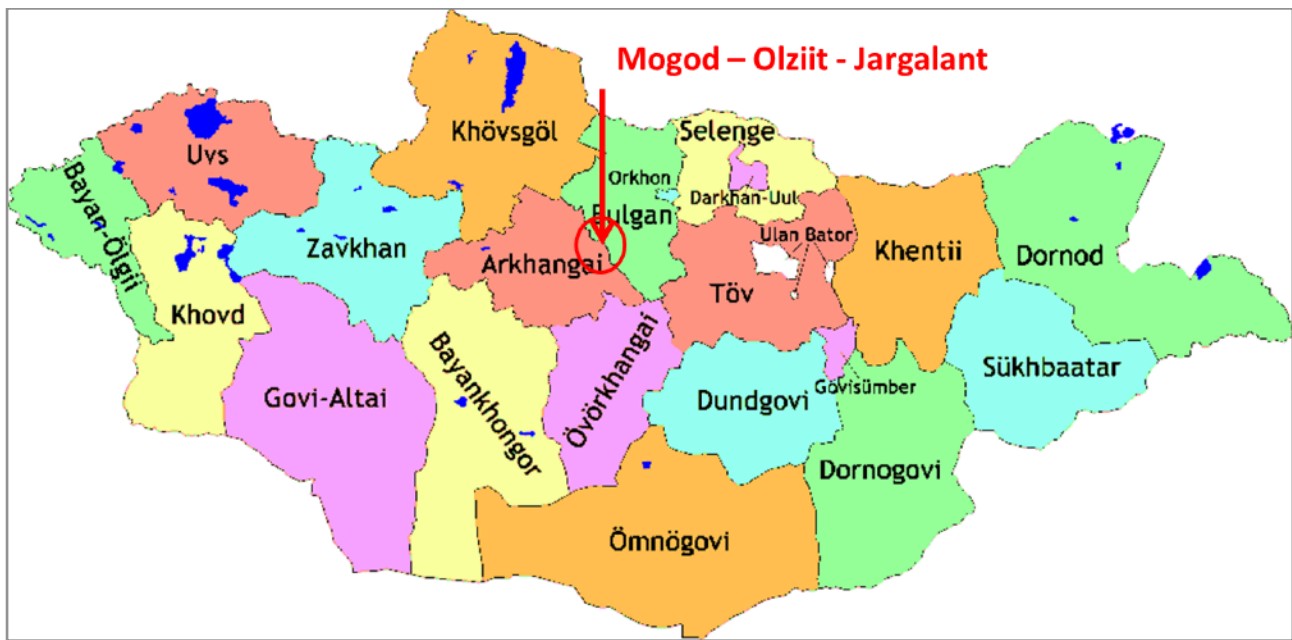 Mogod – Olziit - Jargalant
Khövsgöl
Selenge
Uvs
Orkhon
Darkhan-Uul
Bayan-Ölgii
Bulgan
Ulan Bator
Zavkhan
Arkhangai
Khentii
Dornod
Khovd
Töv
Govi-Altai
Bayankhongor
Övörkhangai
Dundgovi
Govisümber
Sükhbaatar
Dornogovi
Ömnögovi